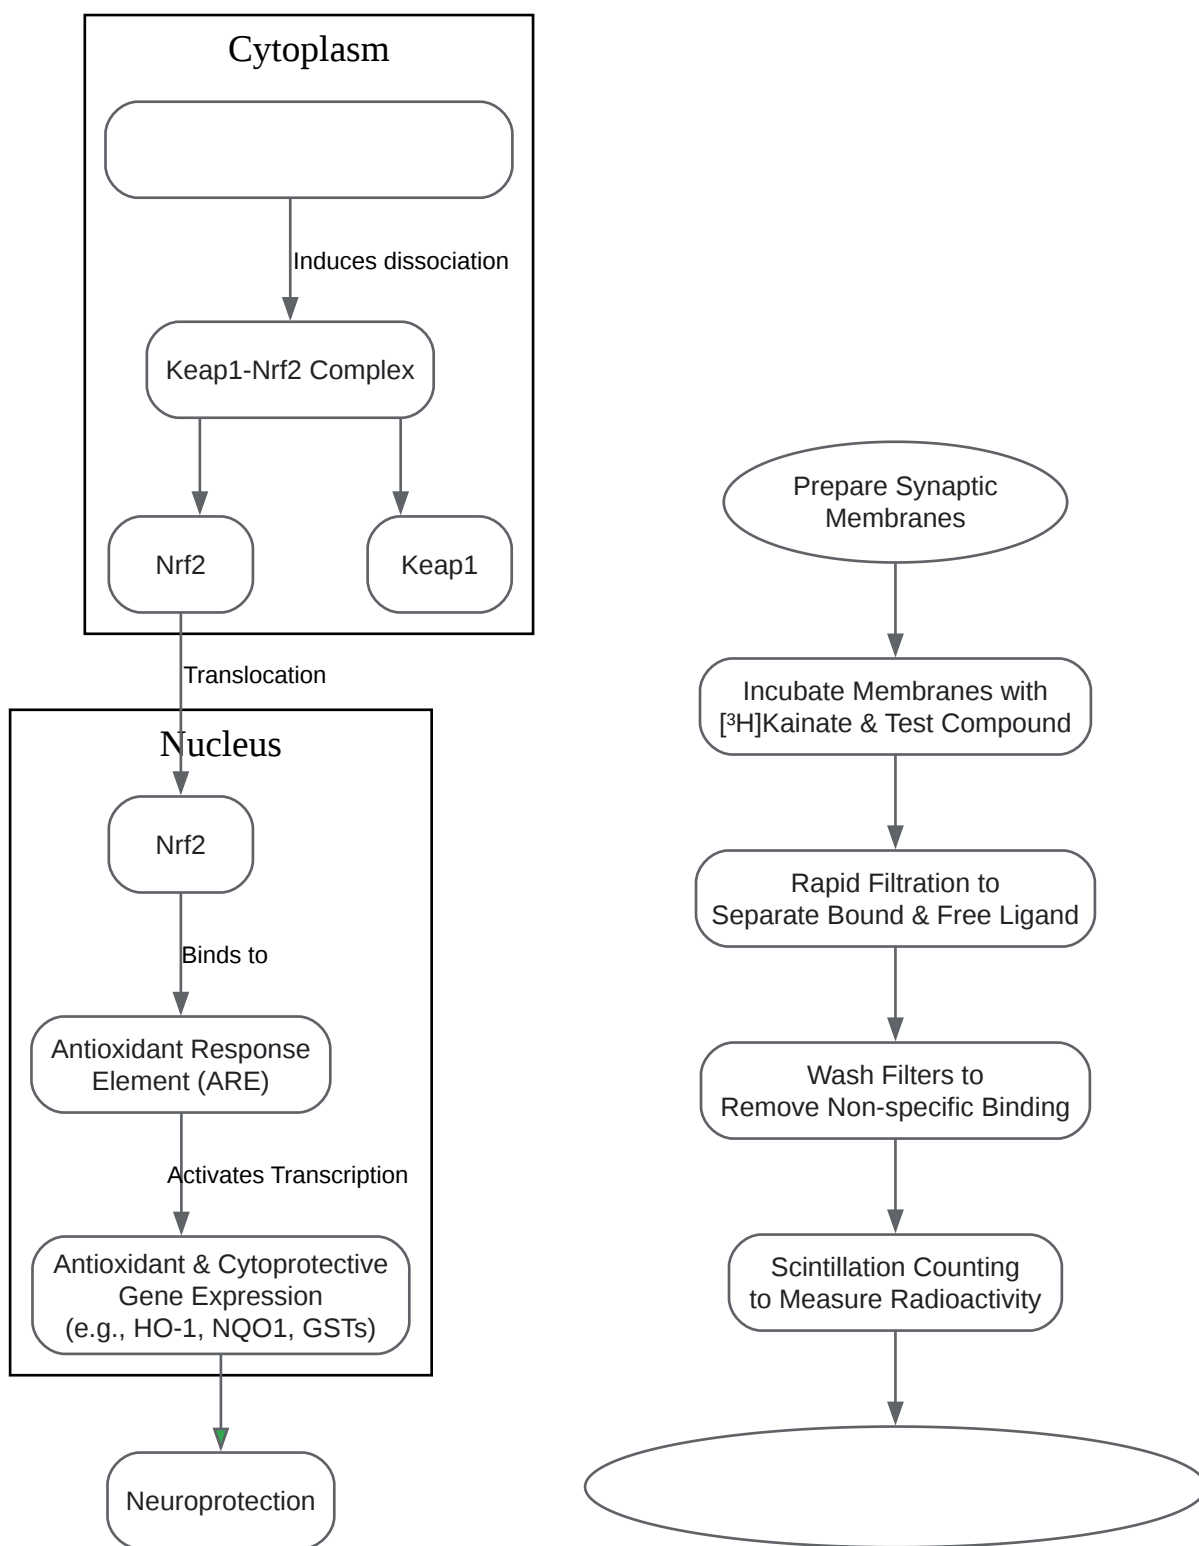 Cytoplasm
Induces dissociation
Keap1-Nrf2 Complex
Nrf2
Keap1
Translocation
Nucleus
Nrf2
Binds to
Antioxidant Response
Element (ARE)
Activates Transcription
Antioxidant & Cytoprotective
Gene Expression
(e.g., HO-1, NQO1, GSTs)
Neuroprotection
Prepare Synaptic
Membranes
Incubate Membranes with
[³H]Kainate & Test Compound
Rapid Filtration to
Separate Bound & Free Ligand
Wash Filters to
Remove Non-specific Binding
Scintillation Counting
to Measure Radioactivity